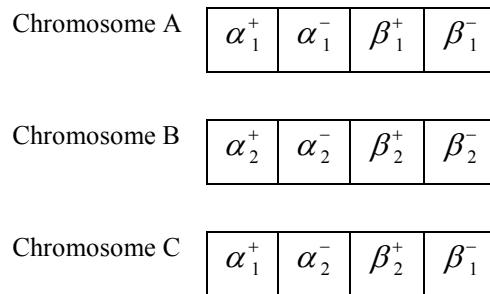 Chromosome A α₁⁺ α₁⁻ β₁⁺ β₁⁻
Chromosome B α₂⁺ α₂⁻ β₂⁺ β₂⁻
Chromosome C α₁⁺ α₂⁻ β₂⁺ β₁⁻